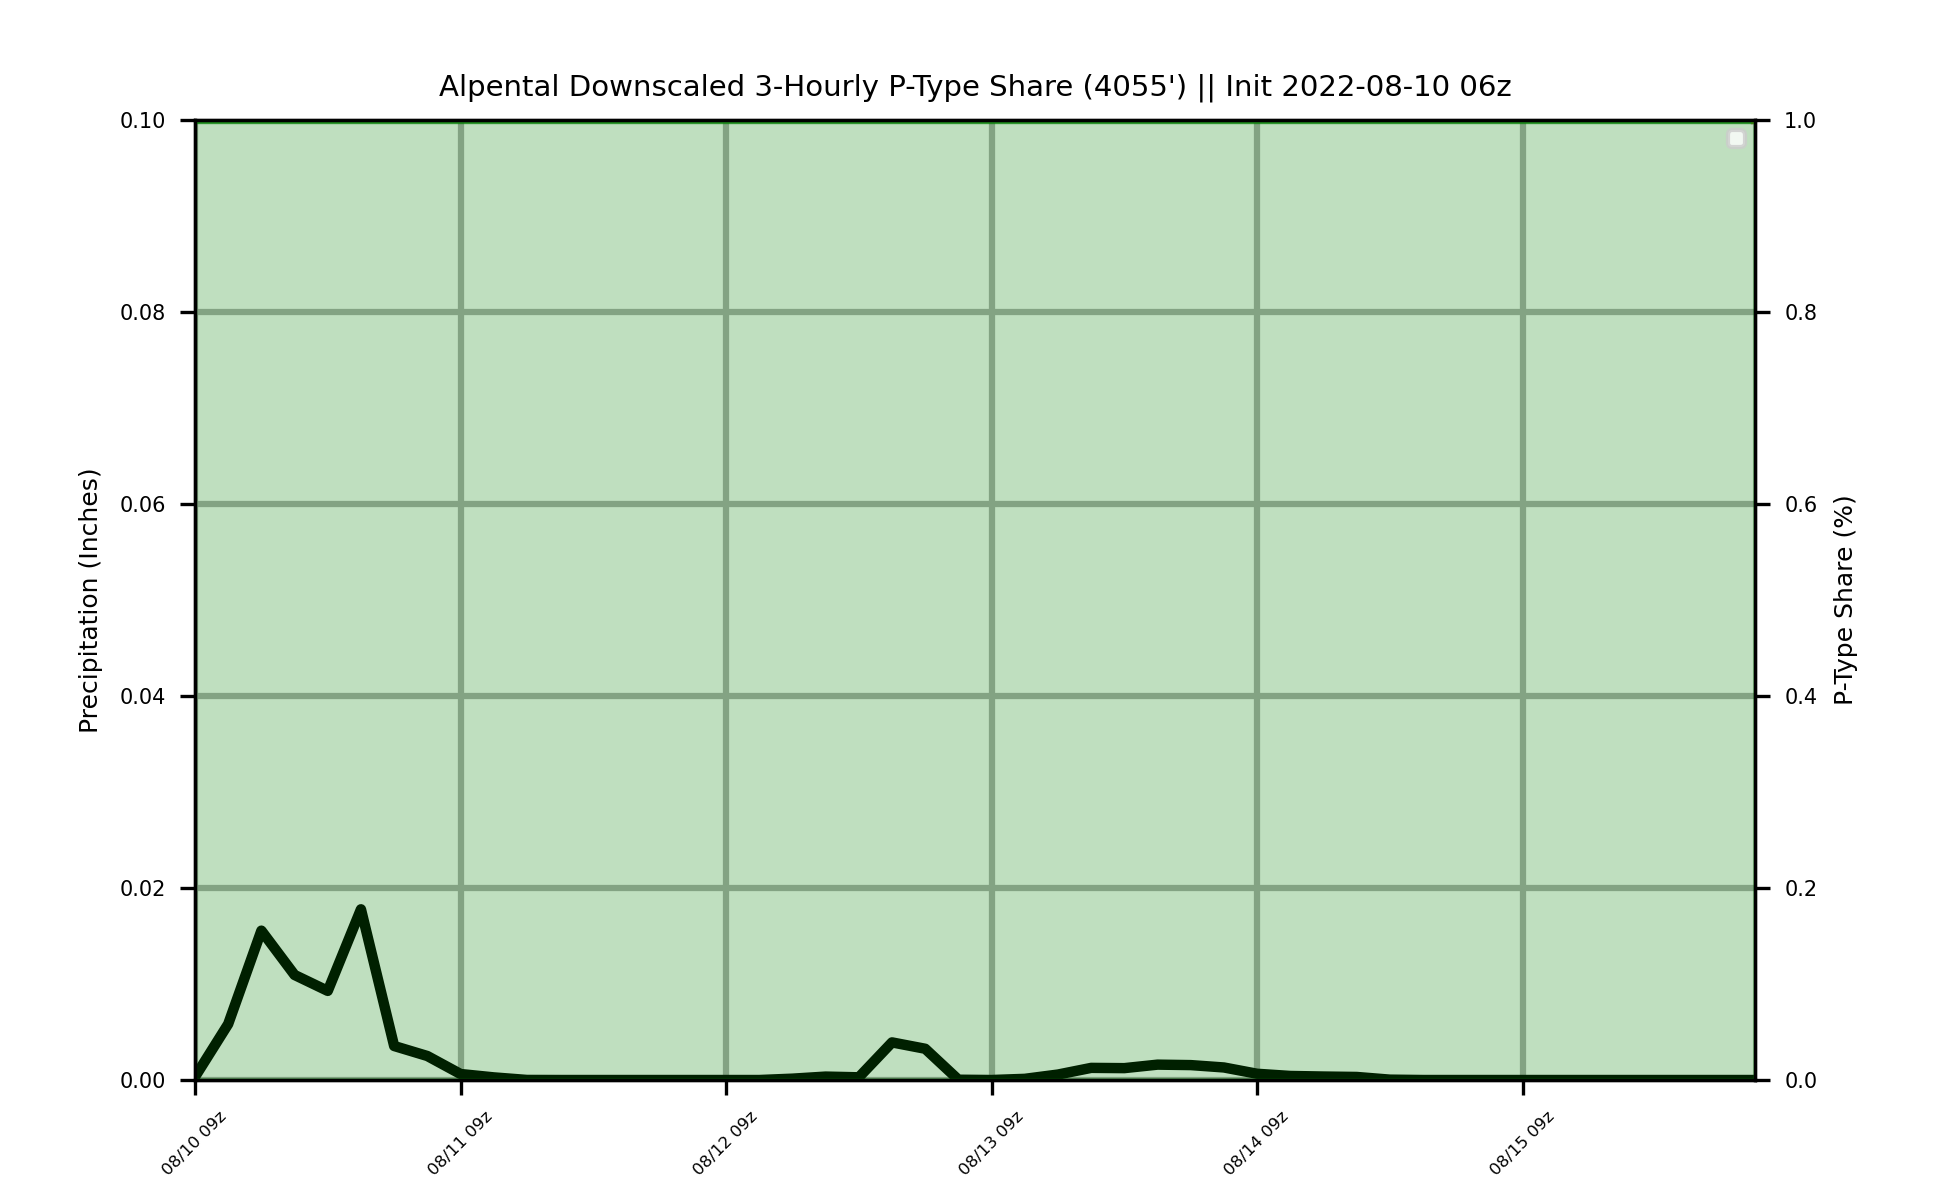 Alpental Downscaled 3-Hourly P-Type Share (4055') || Init 2022-08-10 06z
0.10
0.08
0.06
0.04
0.02
0.00
Precipitation (Inches)
1.0
0.8
0.6
0.4
0.2
0.0
P-Type Share (%)
08/10 09z
08/11 09z
08/12 09z
08/13 09z
08/14 09z
08/15 09z